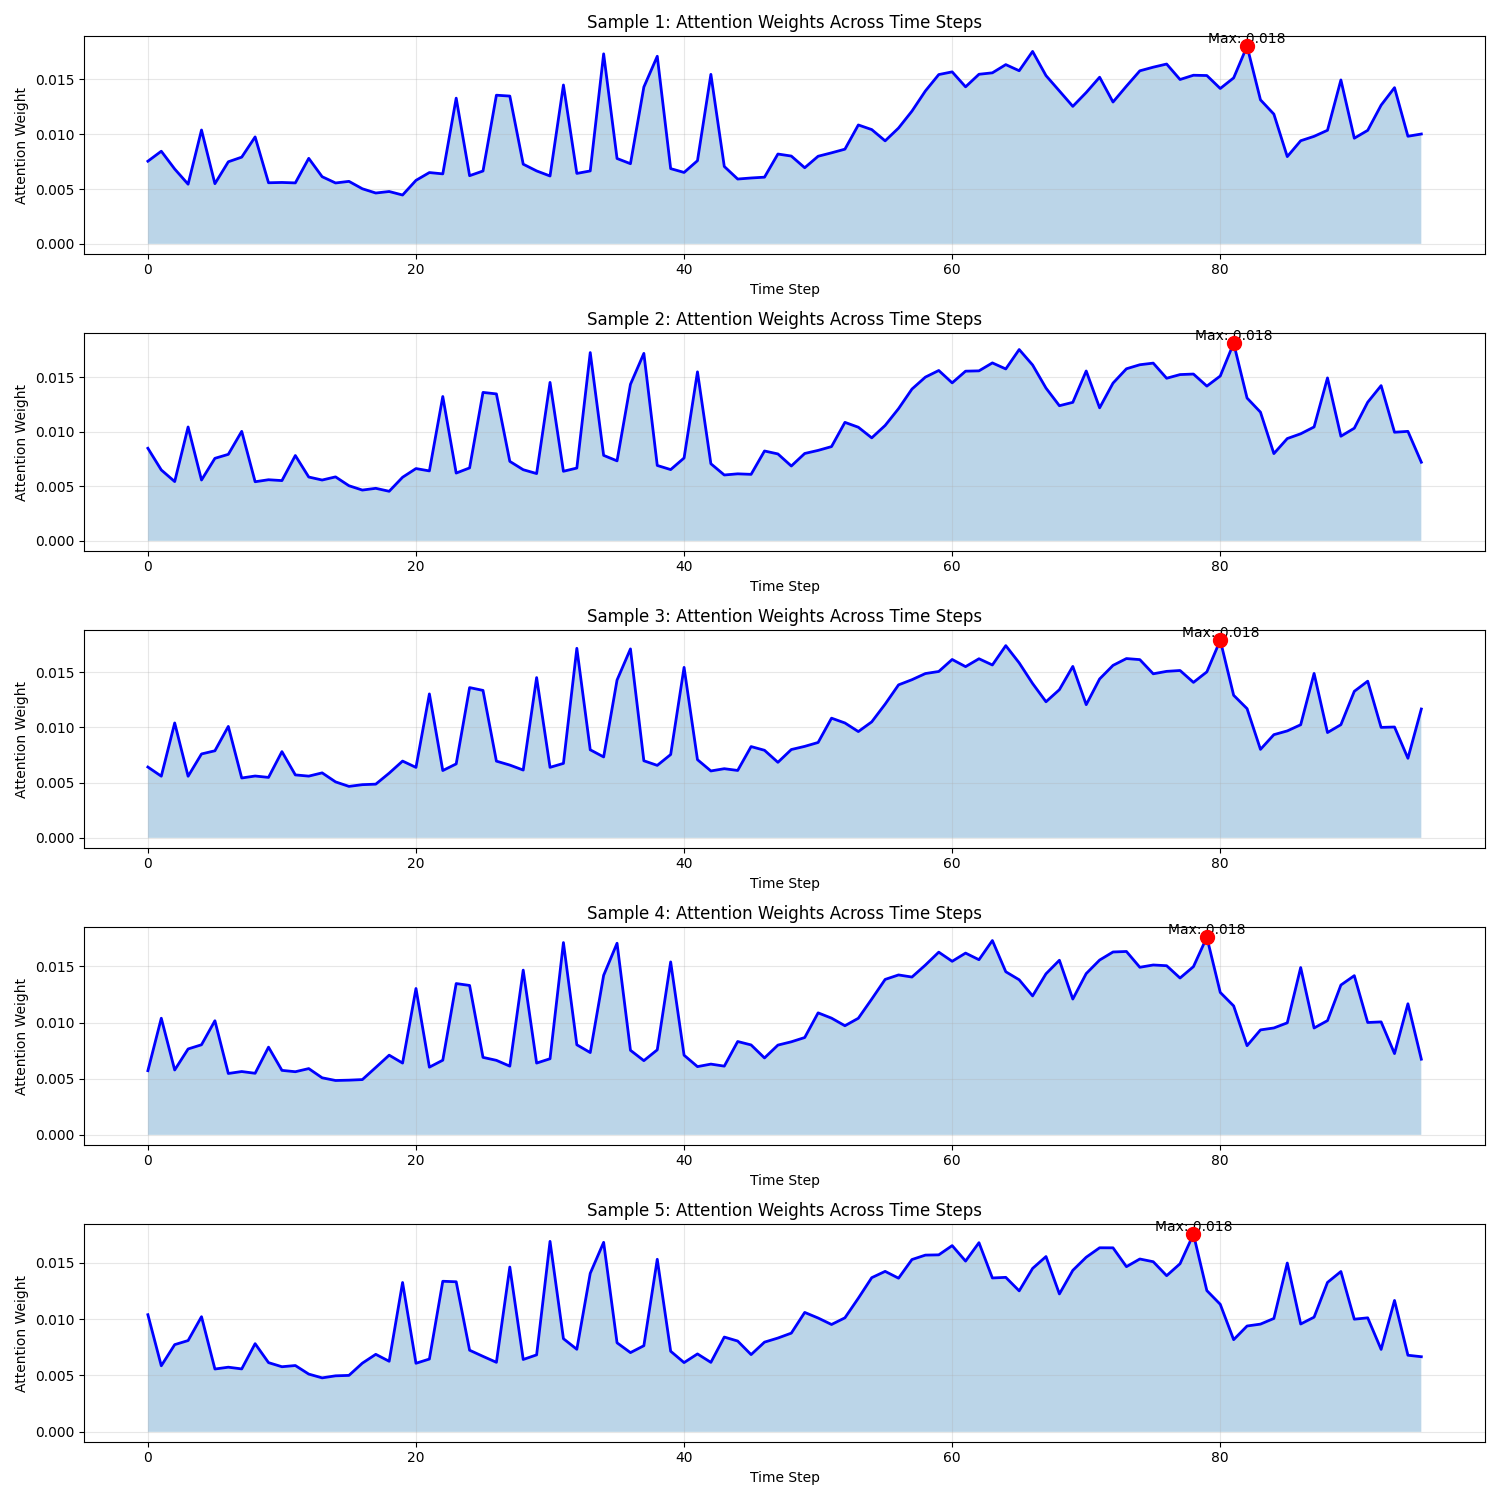 Sample 1: Attention Weights Across Time Steps
Max: 0.018
Attention Weight
0.015
0.010
0.005
0.000
0 20 40 60 80
Time Step
Sample 2: Attention Weights Across Time Steps
Max: 0.018
Attention Weight
0.015
0.010
0.005
0.000
0 20 40 60 80
Time Step
Sample 3: Attention Weights Across Time Steps
Max: 0.018
Attention Weight
0.015
0.010
0.005
0.000
0 20 40 60 80
Time Step
Sample 4: Attention Weights Across Time Steps
Max: 0.018
Attention Weight
0.015
0.010
0.005
0.000
0 20 40 60 80
Time Step
Sample 5: Attention Weights Across Time Steps
Max: 0.018
Attention Weight
0.015
0.010
0.005
0.000
0 20 40 60 80
Time Step